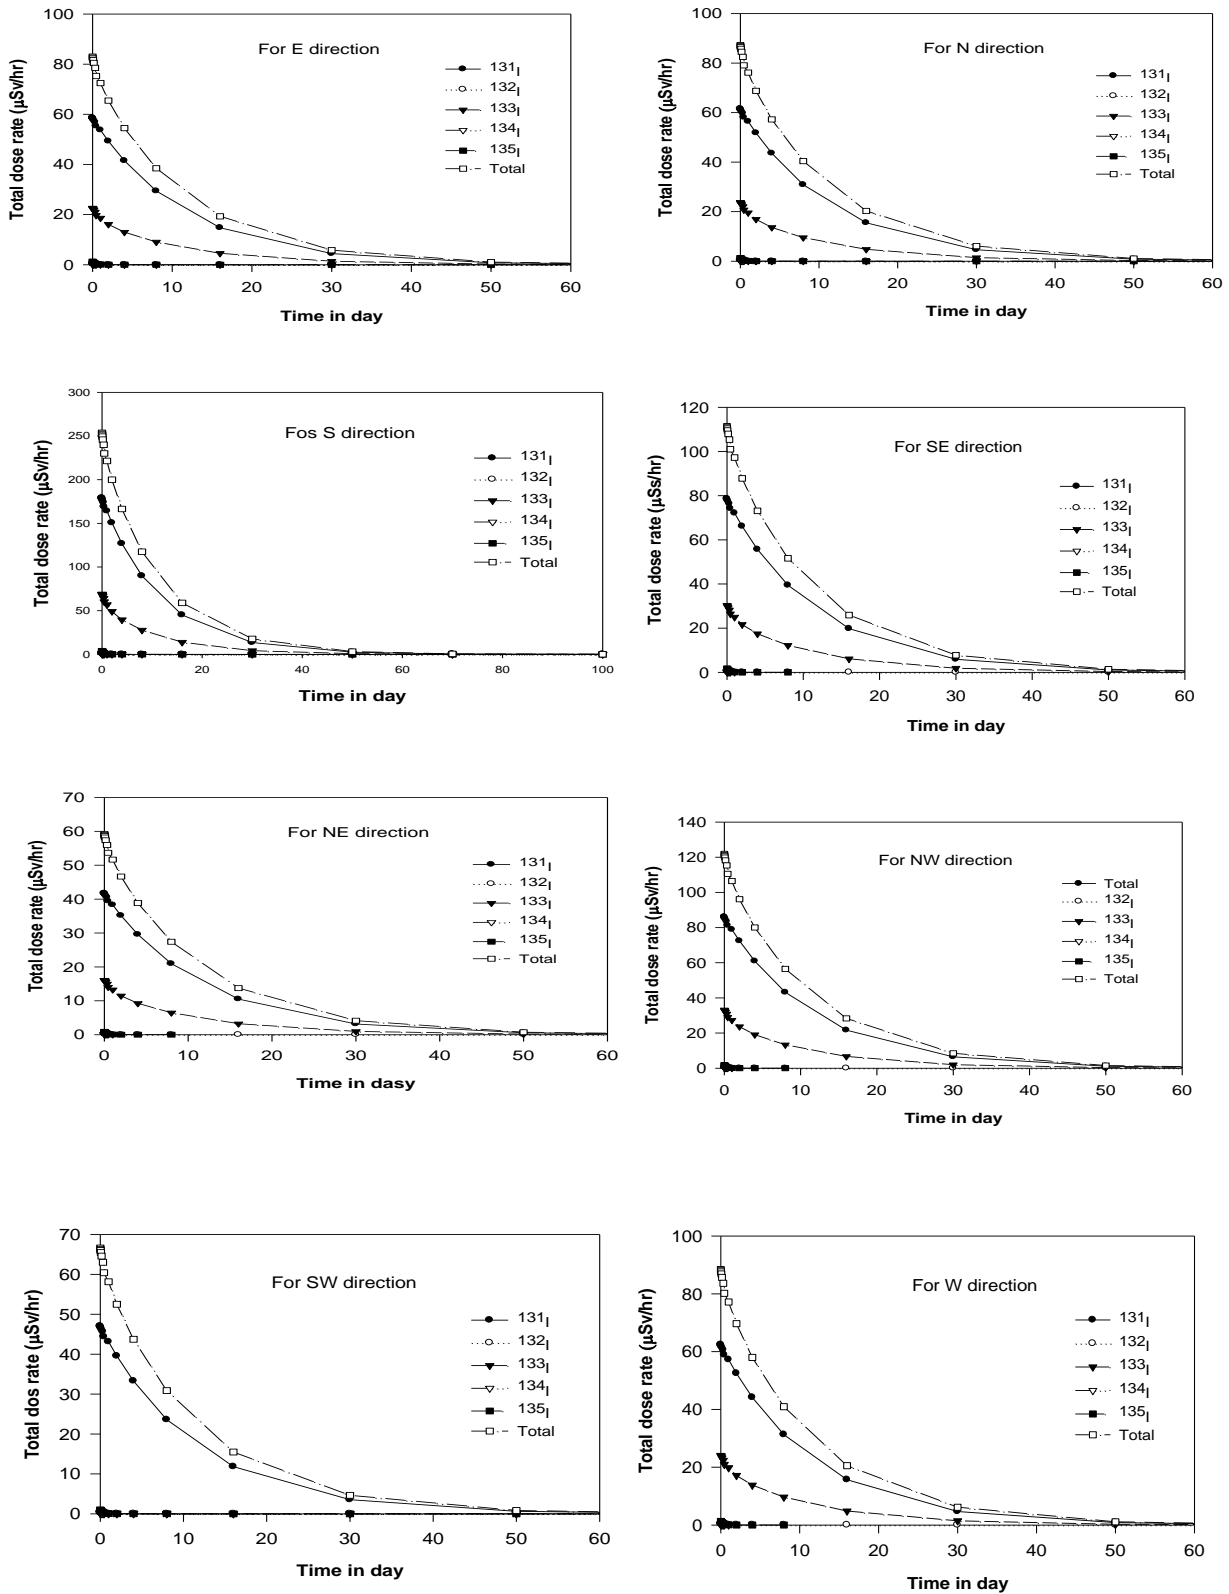 For E direction
Total dose rate (µSv/hr)
100
80
60
40
20
0
131I
132I
133I
134I
135I
Total
0 10 20 30 40 50 60
Time in day
For N direction
Total dose rate (µSv/hr)
100
80
60
40
20
0
131I
132I
133I
134I
135I
Total
0 10 20 30 40 50 60
Time in day
Fos S direction
Total dose rate (µSv/hr)
300
250
200
150
100
50
0
131I
132I
133I
134I
135I
Total
0 20 40 60 80 100
Time in day
For SE direction
Total dose rate (µSs/hr)
120
100
80
60
40
20
0
131I
132I
133I
134I
135I
Total
0 10 20 30 40 50 60
Time in day
For NE direction
Total dose rate (µSv/hr)
70
60
50
40
30
20
10
0
131I
132I
133I
134I
135I
Total
0 10 20 30 40 50 60
Time in dasy
For NW direction
Total dose rate (µSv/hr)
140
120
100
80
60
40
20
0
Total
132I
133I
134I
135I
Total
0 10 20 30 40 50 60
Time in day
For SW direction
Total dos rate (µSv/hr)
70
60
50
40
30
20
10
0
131I
132I
133I
134I
135I
Total
0 10 20 30 40 50 60
Time in day
For W direction
Total dose rate (µSv/hr)
100
80
60
40
20
0
131I
132I
133I
134I
135I
Total
0 10 20 30 40 50 60
Time in day